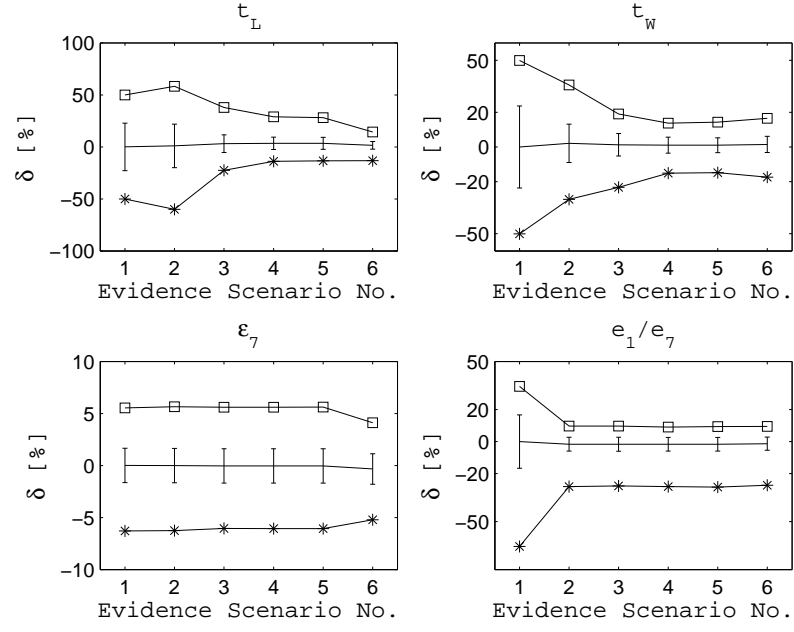 t_L
δ [%]
100
50
0
−50
−100
1 2 3 4 5 6
Evidence Scenario No.
t_W
δ [%]
50
20
0
−20
−50
1 2 3 4 5 6
Evidence Scenario No.
ε_7
δ [%]
10
5
0
−5
−10
1 2 3 4 5 6
Evidence Scenario No.
e_1/e_7
δ [%]
50
20
0
−20
−50
1 2 3 4 5 6
Evidence Scenario No.